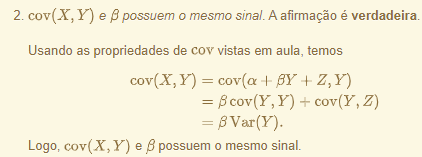 2. cov(X, Y) e β possuem o mesmo sinal. A afirmação é verdadeira.
Usando as propriedades de cov vistas em aula, temos
cov(X, Y) = cov(α + βY + Z, Y)
= β cov(Y, Y) + cov(Y, Z)
= β Var(Y).
Logo, cov(X, Y) e β possuem o mesmo sinal.